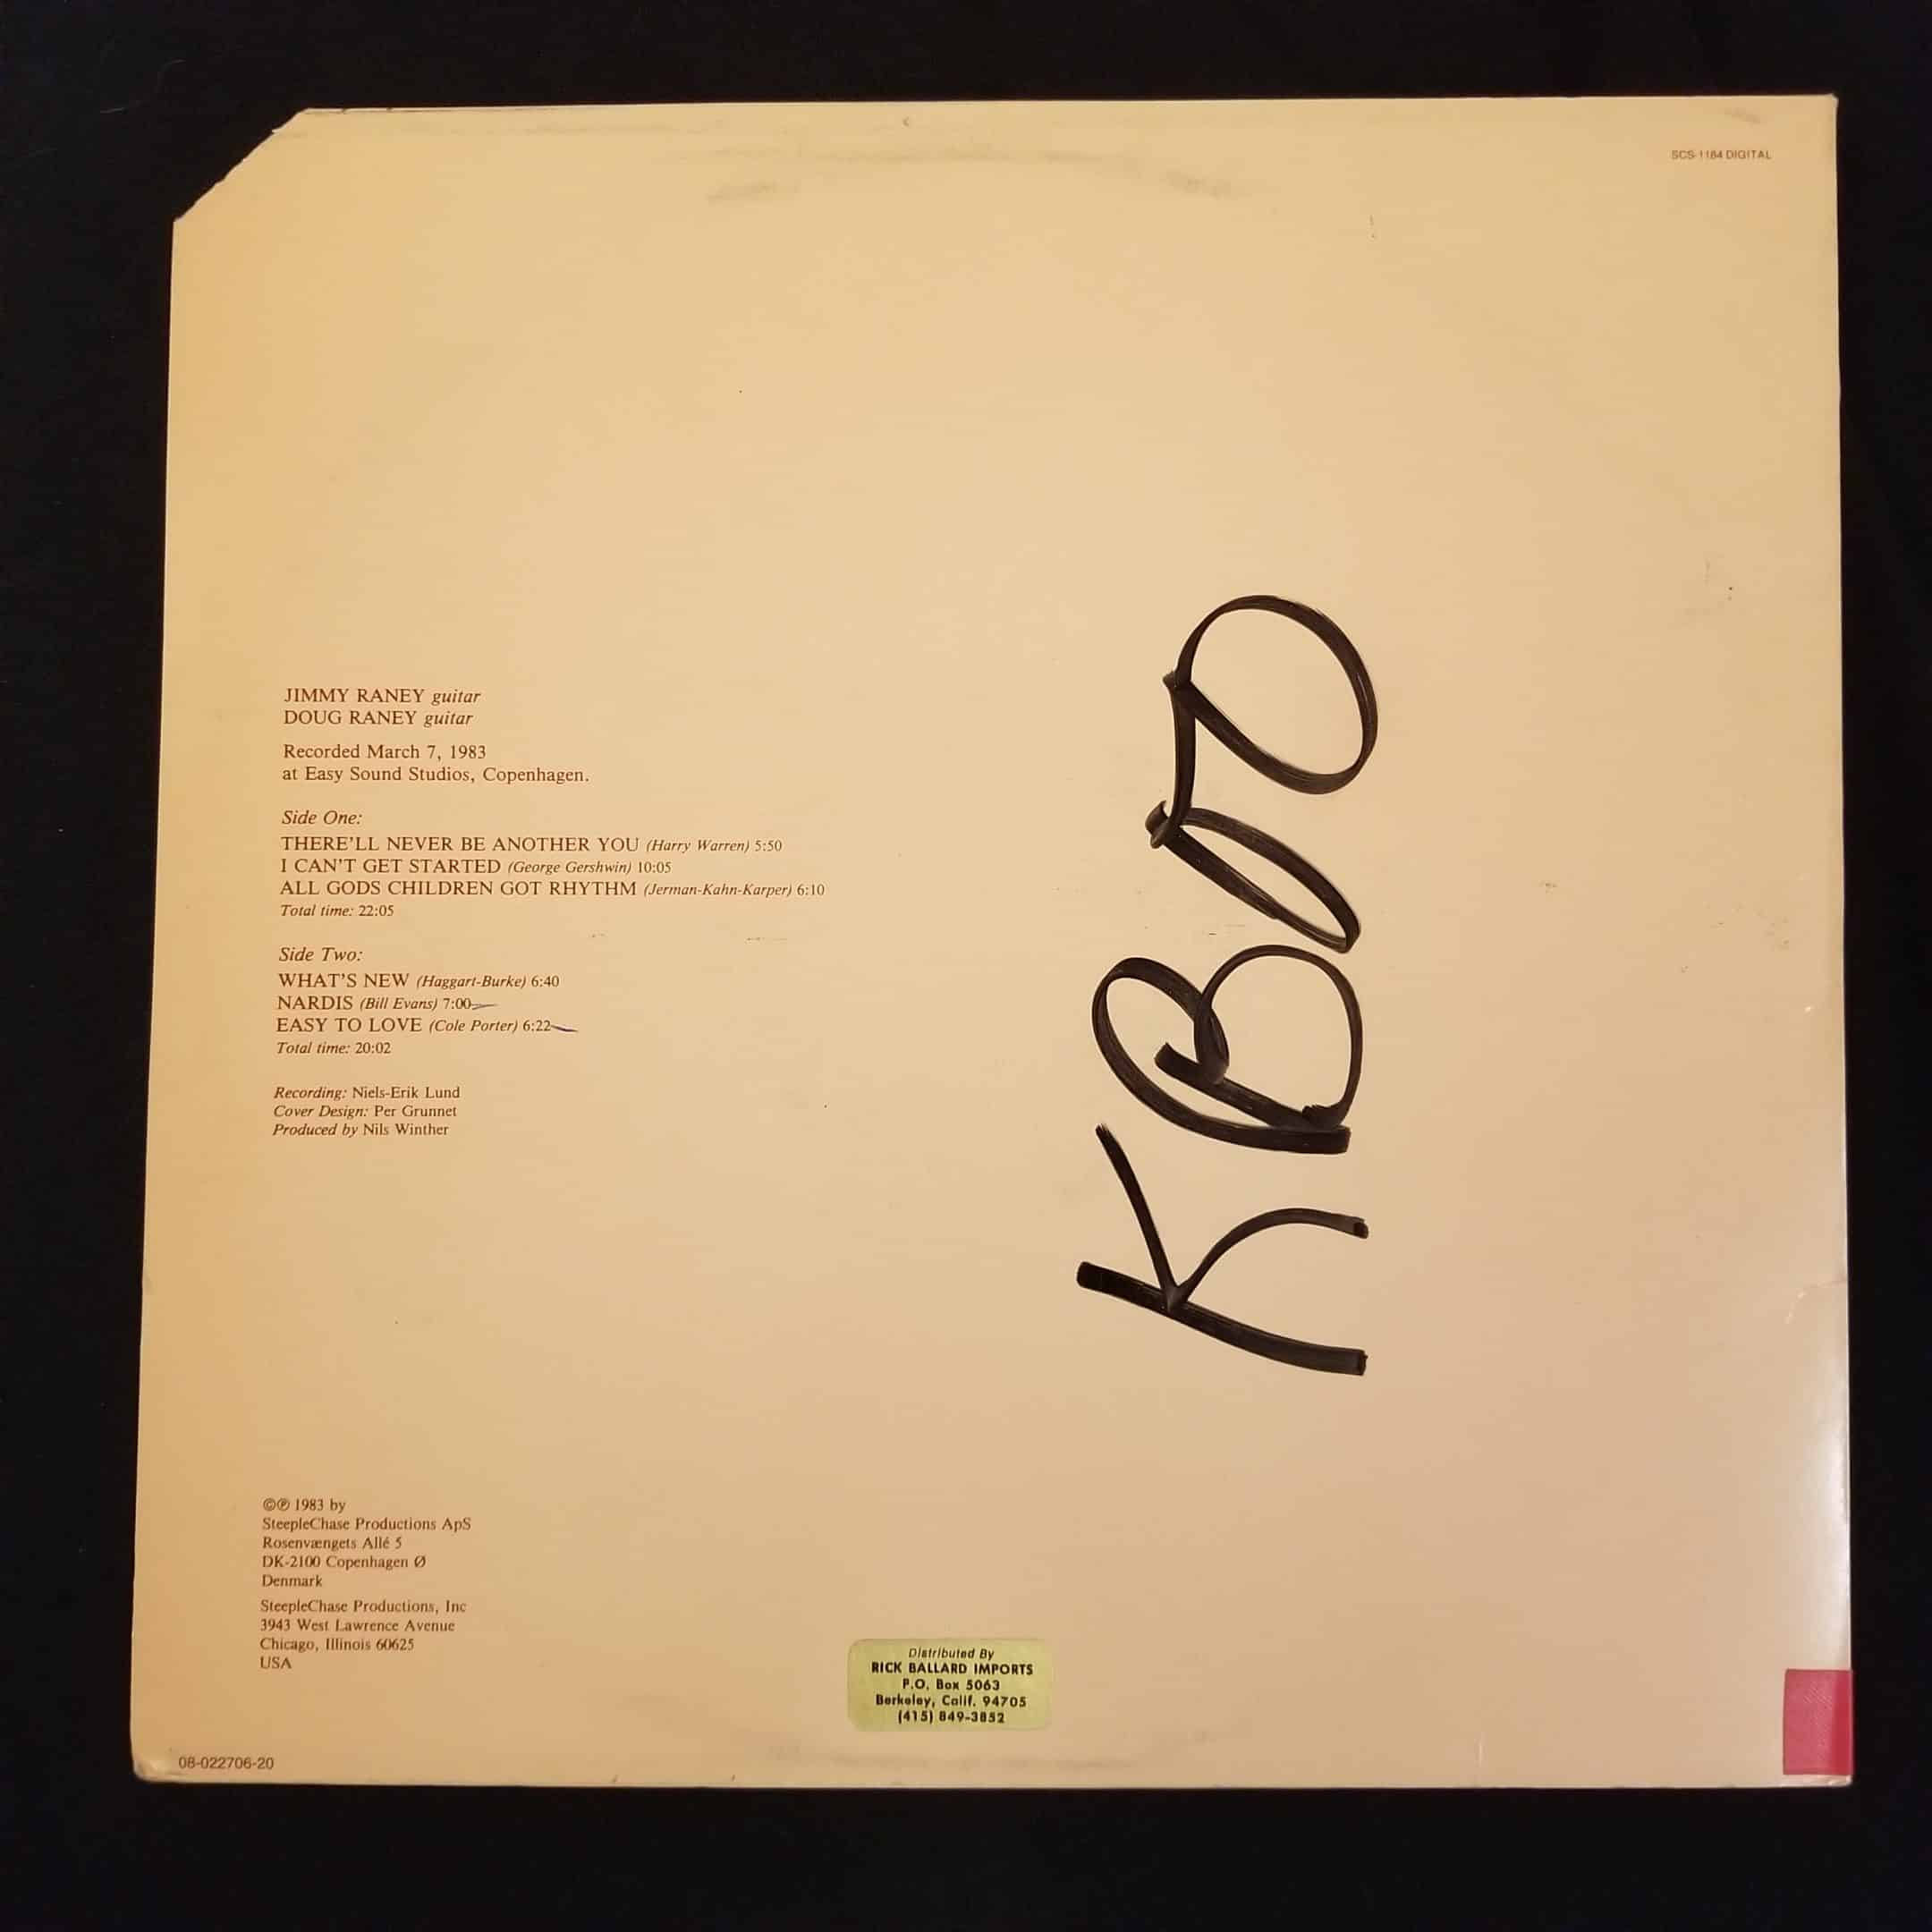 SCS-1184 DIGITAL
JIMMY RANEY guitar
DOUG RANEY guitar
Recorded March 7, 1983
at Easy Sound Studios, Copenhagen.
Side One:
THERE'LL NEVER BE ANOTHER YOU (Harry Warren) 5:50
I CAN'T GET STARTED (George Gershwin) 10:05
ALL GODS CHILDREN GOT RHYTHM (Jerman-Kahn-Karper) 6:10
Total time: 22:05
Side Two:
WHAT'S NEW (Haggart-Burke) 6:40
NARDIS (Bill Evans) 7:00
EASY TO LOVE (Cole Porter) 6:22
Total time: 20:02
Recording: Niels-Erik Lund
Cover Design: Per Grunnet
Produced by Nils Winther
KBOO
©℗ 1983 by
SteepleChase Productions ApS
Rosenvængets Allé 5
DK-2100 Copenhagen Ø
Denmark
SteepleChase Productions, Inc
3943 West Lawrence Avenue
Chicago, Illinois 60625
USA
Distributed By
RICK BALLARD IMPORTS
P.O. Box 5063
Berkeley, Calif. 94705
(415) 849-3852
08-022706-20